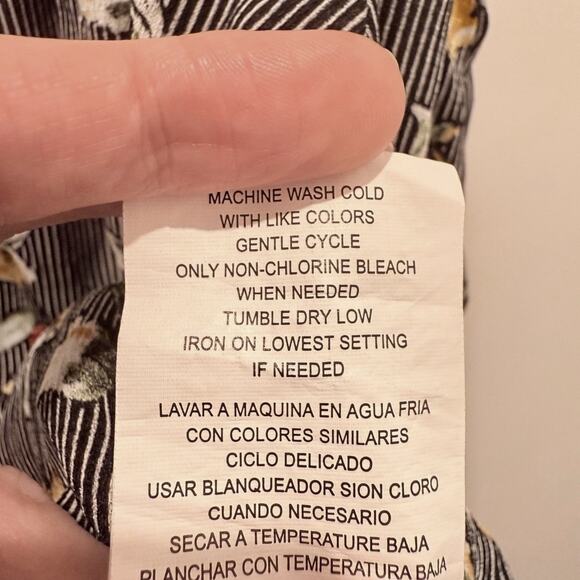 MACHINE WASH COLD
WITH LIKE COLORS
GENTLE CYCLE
ONLY NON-CHLORINE BLEACH
WHEN NEEDED
TUMBLE DRY LOW
IRON ON LOWEST SETTING
IF NEEDED
LAVAR A MAQUINA EN AGUA FRIA
CON COLORES SIMILARES
CICLO DELICADO
USAR BLANQUEADOR SION CLORO
CUANDO NECESARIO
SECAR A TEMPERATURE BAJA
PLANCHAR CON TEMPERATURA BAJA